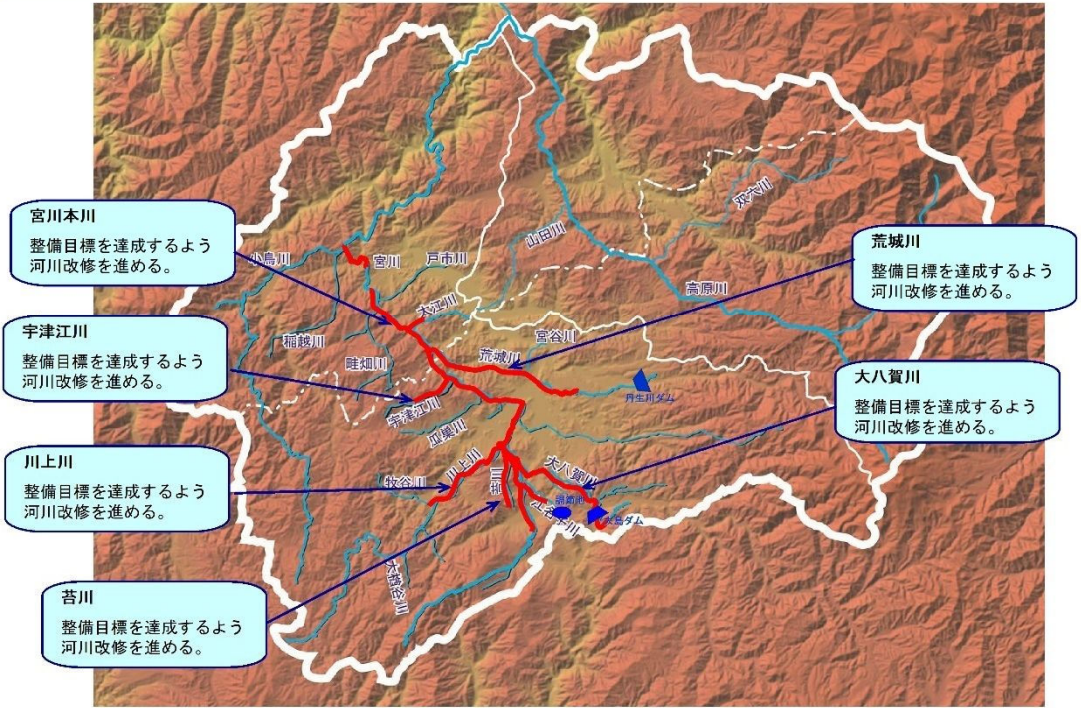 宮川本川
整備目標を達成するよう
河川改修を進める。
宇津江川
整備目標を達成するよう
河川改修を進める。
川上川
整備目標を達成するよう
河川改修を進める。
苔川
整備目標を達成するよう
河川改修を進める。
荒城川
整備目標を達成するよう
河川改修を進める。
大八賀川
整備目標を達成するよう
河川改修を進める。
双六川
山田川
高原川
小鳥川
宮川
戸市川
太江川
宮谷川
稲越川
畦畑川
荒城川
丹生川ダム
宇津江川
瓜巣川
川上川
牧谷川
苔川
大八賀川
江名子川
大島ダム